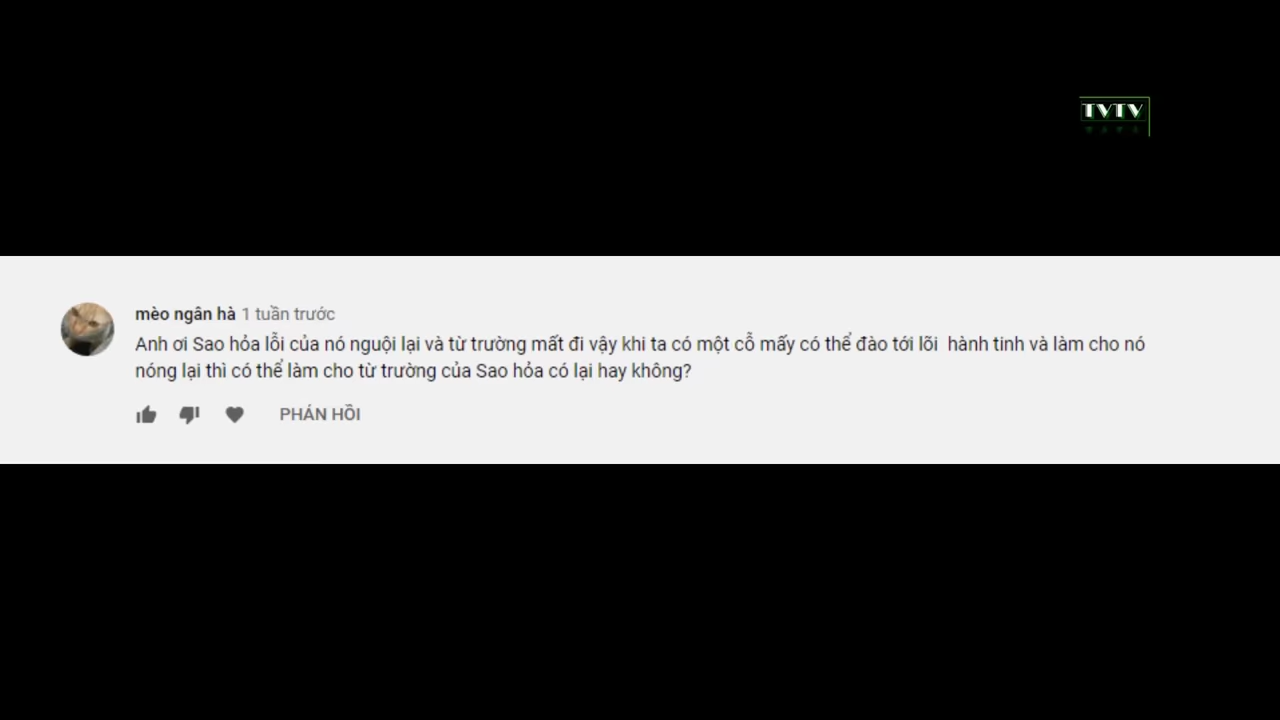 TVTV
mèo ngân hà 1 tuần trước
Anh ơi Sao hỏa lỗi của nó nguội lại và từ trường mất đi vậy khi ta có một cỗ mấy có thể đào tới lõi hành tinh và làm cho nó
nóng lại thì có thể làm cho từ trường của Sao hỏa có lại hay không?
PHẢN HỒI